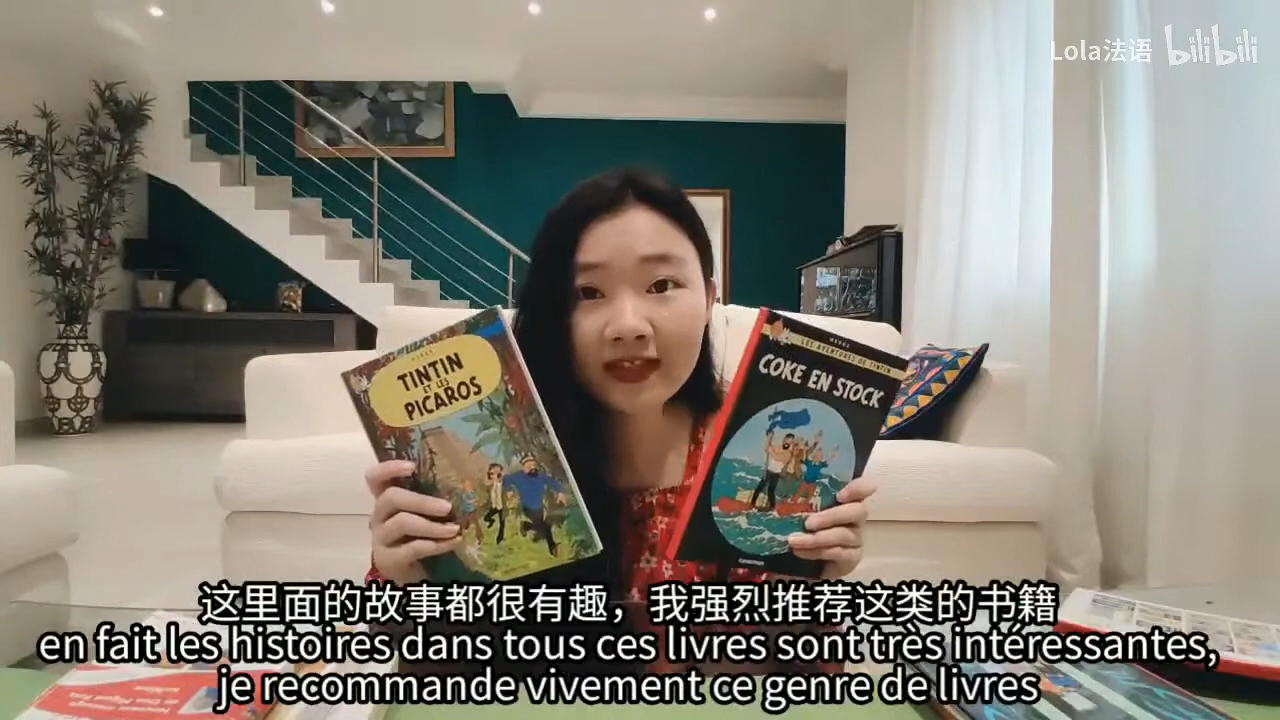 Lola法语 bilibili
HERGÉ
TINTIN
ET LES
PICAROS
HERGÉ
LES AVENTURES DE TINTIN
COKE EN STOCK
casterman
这里面的故事都很有趣，我强烈推荐这类的书籍
en fait les histoires dans tous ces livres sont très intéressantes,
je recommande vivement ce genre de livres